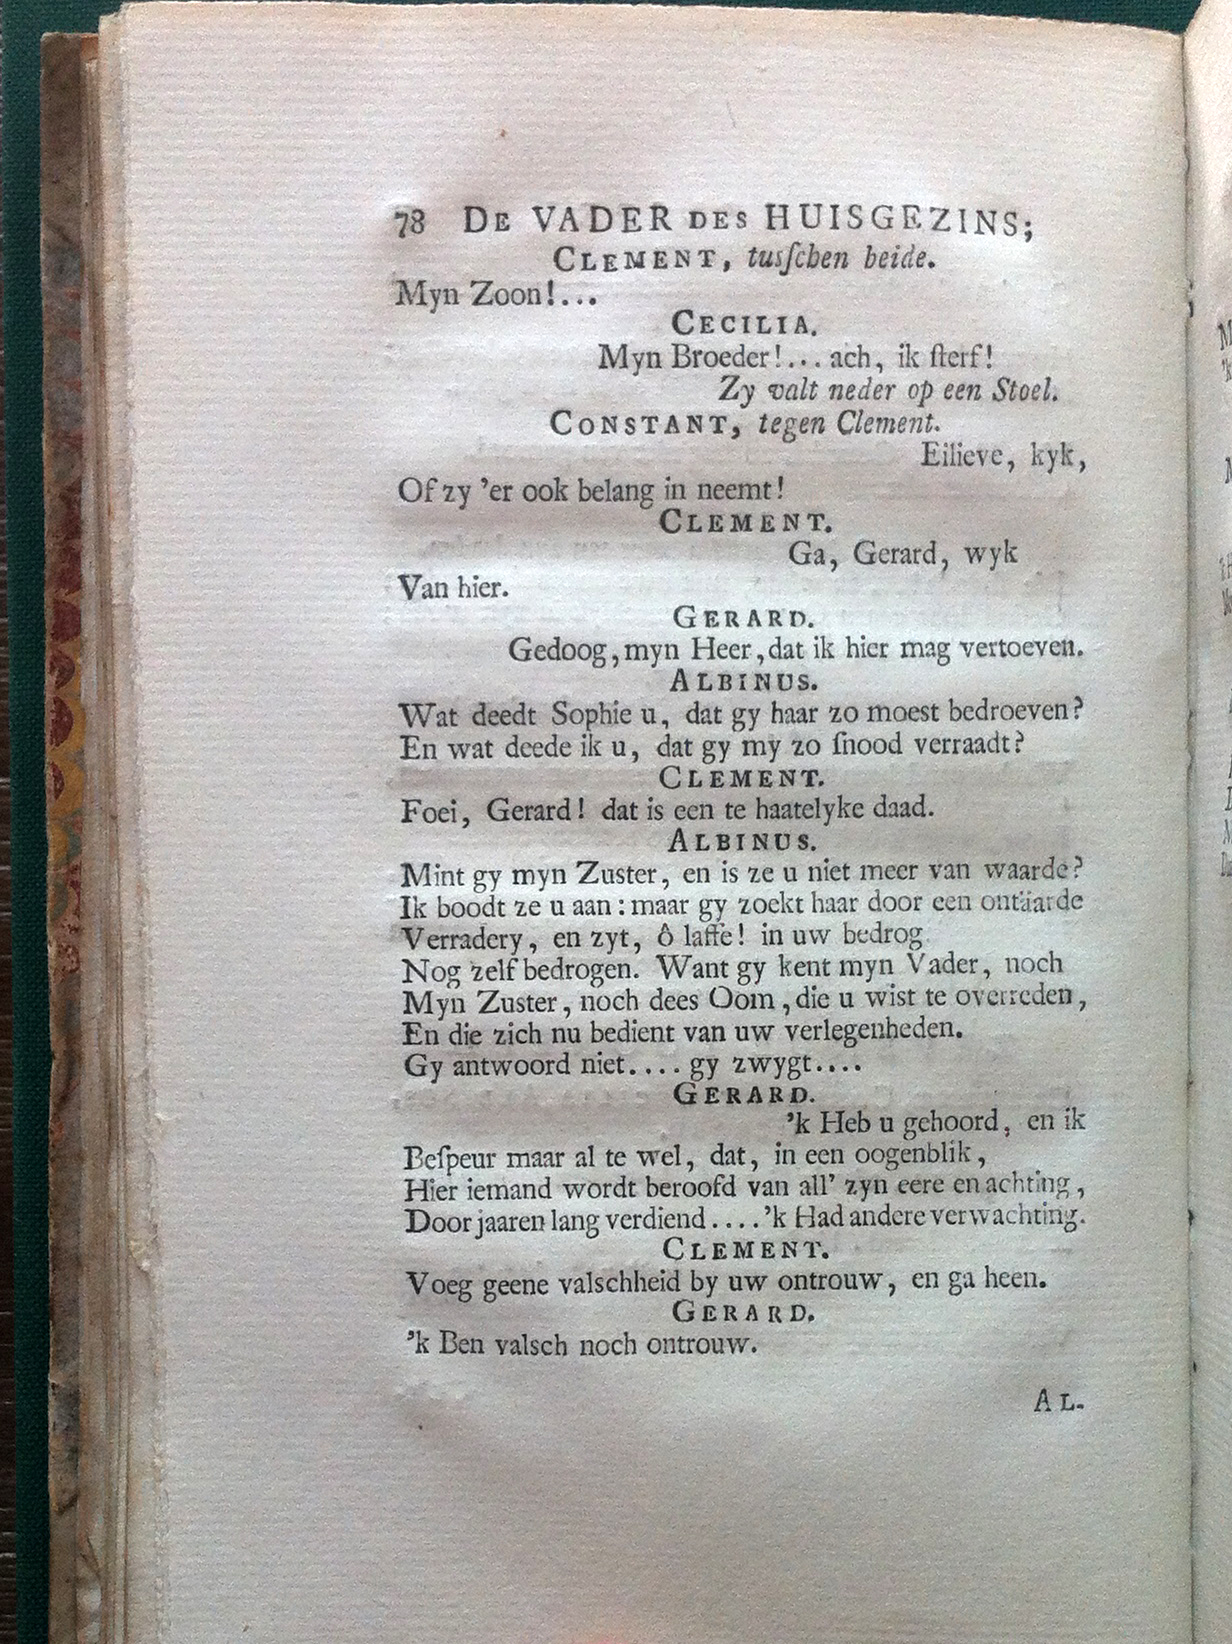 78 DE VADER DES HUISGEZINS;
CLEMENT, tusſchen beide.
Myn Zoon!...
CECILIA.
Myn Broeder!... ach, ik ſterf!
Zy valt neder op een Stoel.
CONSTANT, tegen Clement.
Eilieve, kyk,
Of zy 'er ook belang in neemt!
CLEMENT.
Ga, Gerard, wyk
Van hier.
GERARD.
Gedoog, myn Heer, dat ik hier mag vertoeven.
ALBINUS.
Wat deedt Sophie u, dat gy haar zo moest bedroeven?
En wat deede ik u, dat gy my zo ſnood verraadt?
CLEMENT.
Foei, Gerard! dat is een te haatelyke daad.
ALBINUS.
Mint gy myn Zuster, en is ze u niet meer van waarde?
Ik boodt ze u aan: maar gy zoekt haar door een ontäarde
Verradery, en zyt, ô laffe! in uw bedrog
Nog zelf bedrogen. Want gy kent myn Vader, noch
Myn Zuster, noch dees Oom, die u wist te overreden,
En die zich nu bedient van uw verlegenheden.
Gy antwoord niet.... gy zwygt....
GERARD.
'k Heb u gehoord, en ik
Beſpeur maar al te wel, dat, in een oogenblik,
Hier iemand wordt beroofd van all' zyn eere en achting,
Door jaaren lang verdiend....'k Had andere verwachting.
CLEMENT.
Voeg geene valschheid by uw ontrouw, en ga heen.
GERARD.
'k Ben valsch noch ontrouw.
AL-